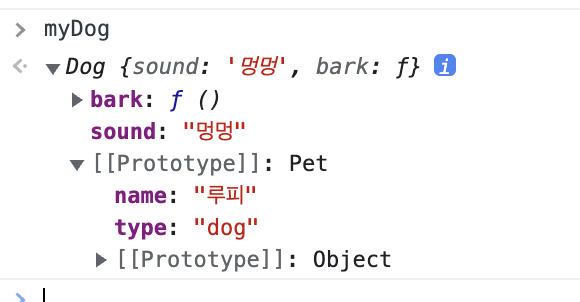 myDog
Dog {sound: '멍멍', bark: ƒ} i
bark: ƒ ()
sound: "멍멍"
[[Prototype]]: Pet
name: "루피"
type: "dog"
[[Prototype]]: Object